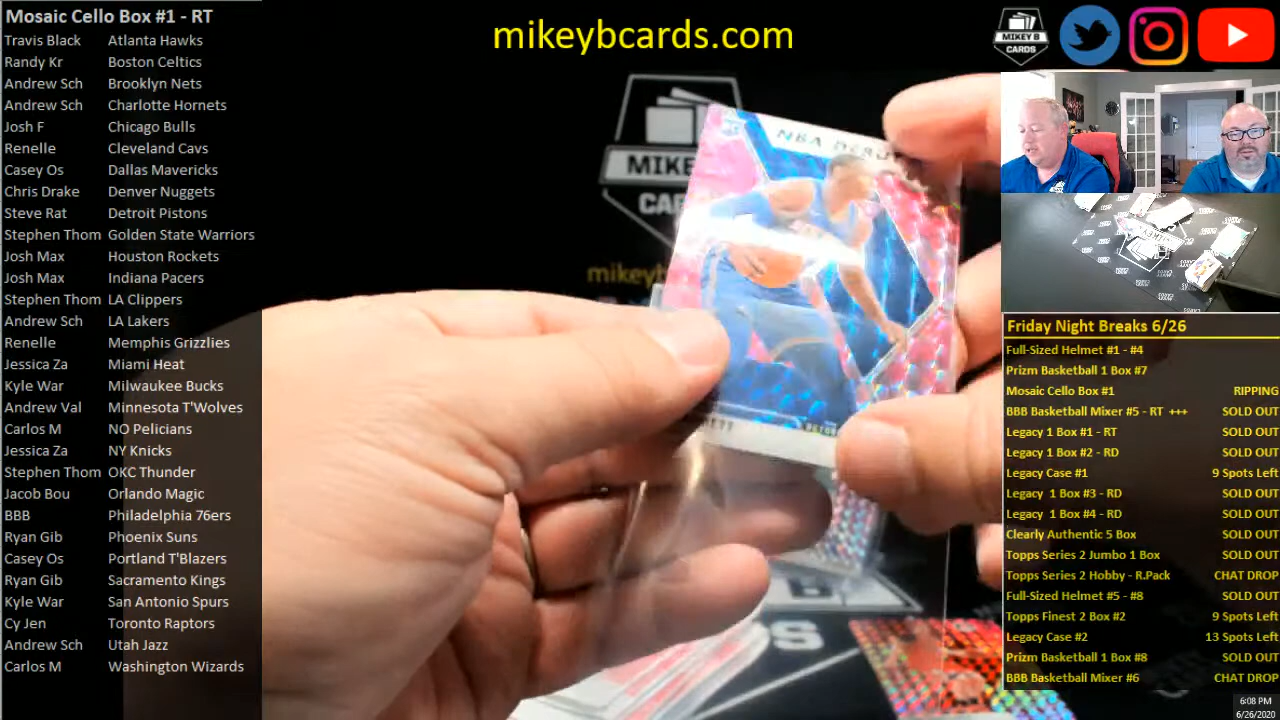 Mosaic Cello Box #1 - RT
Travis Black Atlanta Hawks
Randy Kr Boston Celtics
Andrew Sch Brooklyn Nets
Andrew Sch Charlotte Hornets
Josh F Chicago Bulls
Renelle Cleveland Cavs
Casey Os Dallas Mavericks
Chris Drake Denver Nuggets
Steve Rat Detroit Pistons
Stephen Thom Golden State Warriors
Josh Max Houston Rockets
Josh Max Indiana Pacers
Stephen Thom LA Clippers
Andrew Sch LA Lakers
Renelle Memphis Grizzlies
Jessica Za Miami Heat
Kyle War Milwaukee Bucks
Andrew Val Minnesota T'Wolves
Carlos M NO Pelicians
Jessica Za NY Knicks
Stephen Thom OKC Thunder
Jacob Bou Orlando Magic
BBB Philadelphia 76ers
Ryan Gib Phoenix Suns
Casey Os Portland T'Blazers
Ryan Gib Sacramento Kings
Kyle War San Antonio Spurs
Cy Jen Toronto Raptors
Andrew Sch Utah Jazz
Carlos M Washington Wizards
mikeybcards.com
MIKEY B
CARDS
NBA
Friday Night Breaks 6/26
Full-Sized Helmet #1 - #4
Prizm Basketball 1 Box #7
Mosaic Cello Box #1 RIPPING
BBB Basketball Mixer #5 - RT +++ SOLD OUT
Legacy 1 Box #1 - RT SOLD OUT
Legacy 1 Box #2 - RD SOLD OUT
Legacy Case #1 9 Spots Left
Legacy 1 Box #3 - RD SOLD OUT
Legacy 1 Box #4 - RD SOLD OUT
Clearly Authentic 5 Box SOLD OUT
Topps Series 2 Jumbo 1 Box SOLD OUT
Topps Series 2 Hobby - R.Pack CHAT DROP
Full-Sized Helmet #5 - #8 SOLD OUT
Topps Finest 2 Box #2 9 Spots Left
Legacy Case #2 13 Spots Left
Prizm Basketball 1 Box #8 SOLD OUT
BBB Basketball Mixer #6 CHAT DROP
6:08 PM
6/26/2020